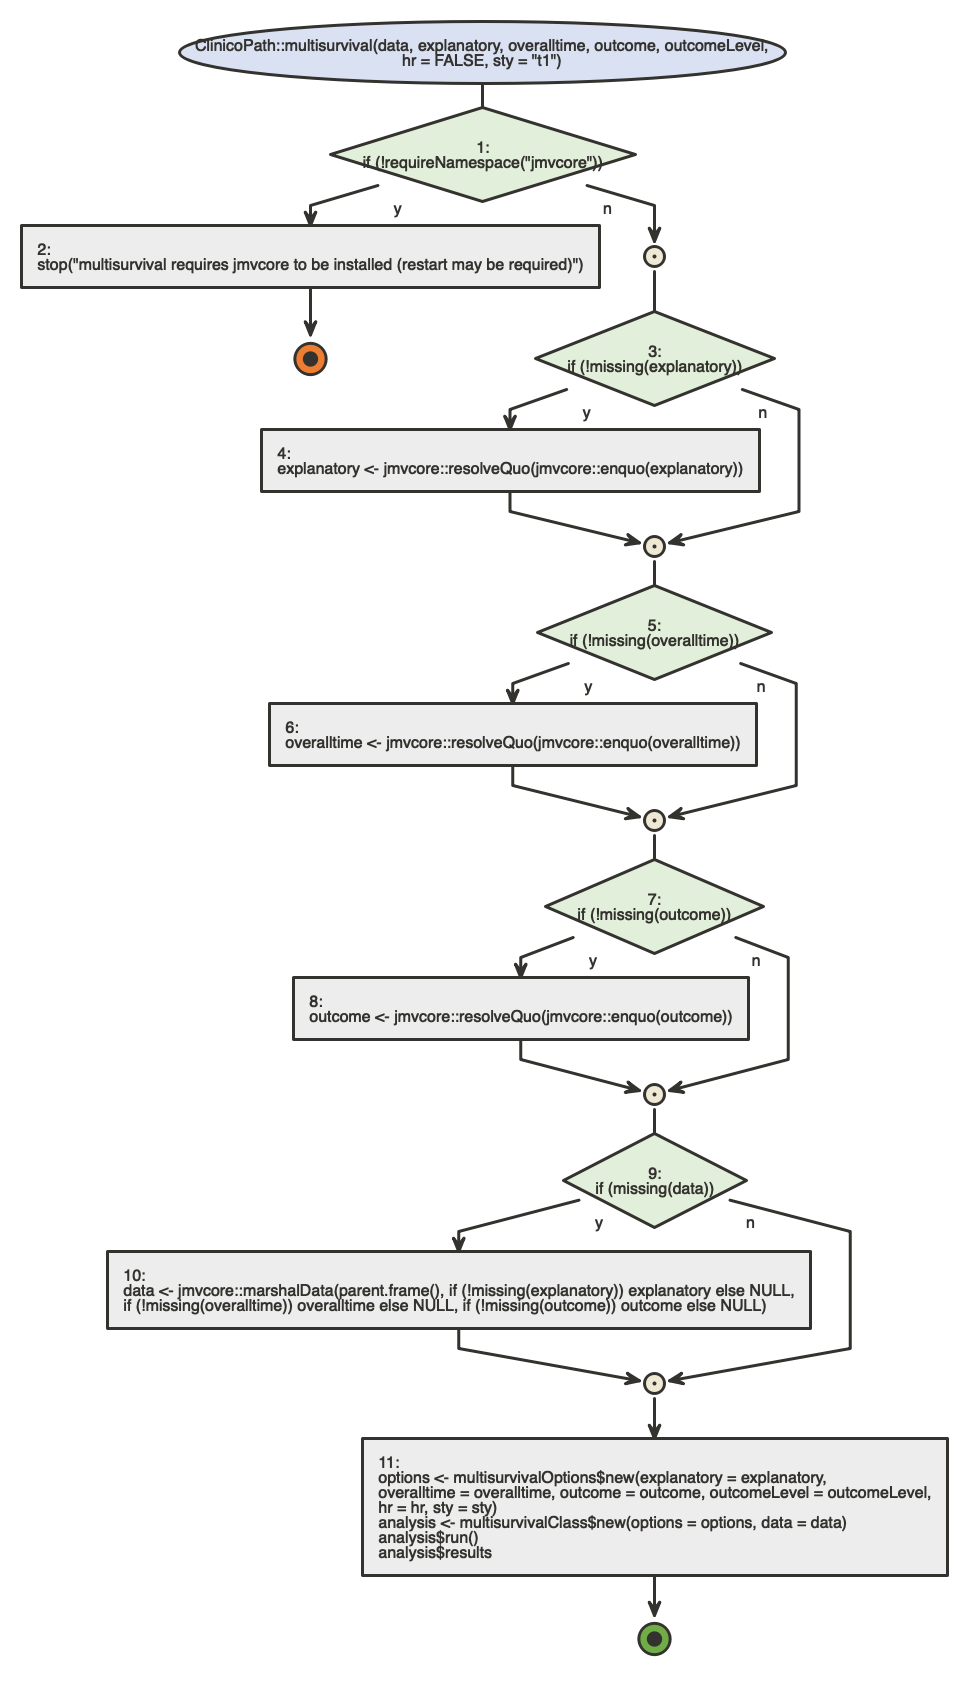 ClinicoPath::multisurvival(data, explanatory, overalltime, outcome, outcomeLevel,
hr = FALSE, sty = "t1")
1:
if (!requireNamespace("jmvcore"))
y
n
2:
stop("multisurvival requires jmvcore to be installed (restart may be required)")
3:
if (!missing(explanatory))
y
n
4:
explanatory <- jmvcore::resolveQuo(jmvcore::enquo(explanatory))
5:
if (!missing(overalltime))
y
n
6:
overalltime <- jmvcore::resolveQuo(jmvcore::enquo(overalltime))
7:
if (!missing(outcome))
y
n
8:
outcome <- jmvcore::resolveQuo(jmvcore::enquo(outcome))
9:
if (missing(data))
y
n
10:
data <- jmvcore::marshalData(parent.frame(), if (!missing(explanatory)) explanatory else NULL,
if (!missing(overalltime)) overalltime else NULL, if (!missing(outcome)) outcome else NULL)
11:
options <- multisurvivalOptions$new(explanatory = explanatory,
overalltime = overalltime, outcome = outcome, outcomeLevel = outcomeLevel,
hr = hr, sty = sty)
analysis <- multisurvivalClass$new(options = options, data = data)
analysis$run()
analysis$results